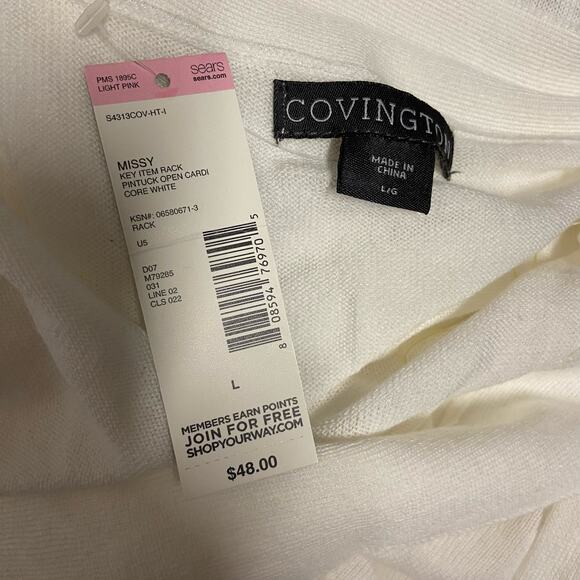 PMS 1895C
LIGHT PINK
sears
sears.com
S4313COV-HT-I
MISSY
KEY ITEM RACK
PINTUCK OPEN CARDI
CORE WHITE
KSN#: 06580671-3
RACK
U5
D07
M79285
031
LINE 02
CLS 022
8 08594 76970 5
L
MEMBERS EARN POINTS
JOIN FOR FREE
SHOPYOURWAY.COM
$48.00
COVINGTON
MADE IN
CHINA
L/G